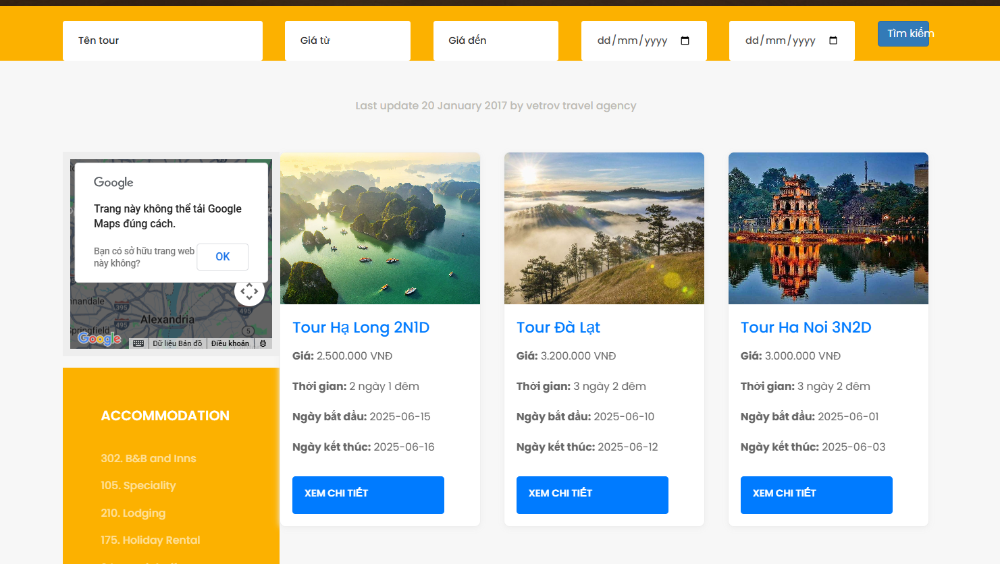 Tên tour
Giá từ
Giá đến
dd/mm/yyyy
dd/mm/yyyy
Tìm kiếm
Last update 20 January 2017 by vetrov travel agency
Google
Trang này không thể tải Google
Maps đúng cách.
Bạn có sở hữu trang web
này không?
OK
nnandale
395
495
495
Alexandria
Springfield
5
Google
Dữ liệu Bản đồ
Điều khoản
ACCOMMODATION
302. B&B and Inns
105. Speciality
210. Lodging
175. Holiday Rental
Tour Hạ Long 2N1D
Giá: 2.500.000 VNĐ
Thời gian: 2 ngày 1 đêm
Ngày bắt đầu: 2025-06-15
Ngày kết thúc: 2025-06-16
XEM CHI TIẾT
Tour Đà Lạt
Giá: 3.200.000 VNĐ
Thời gian: 3 ngày 2 đêm
Ngày bắt đầu: 2025-06-10
Ngày kết thúc: 2025-06-12
XEM CHI TIẾT
Tour Ha Noi 3N2D
Giá: 3.000.000 VNĐ
Thời gian: 3 ngày 2 đêm
Ngày bắt đầu: 2025-06-01
Ngày kết thúc: 2025-06-03
XEM CHI TIẾT